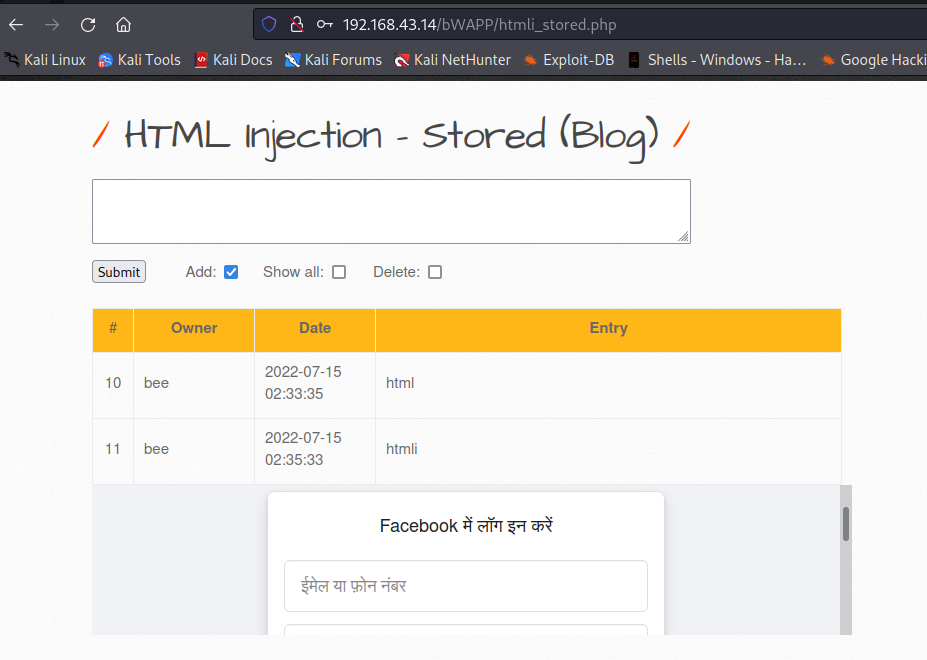 192.168.43.14/bWAPP/htmli_stored.php
Kali Linux Kali Tools Kali Docs Kali Forums Kali NetHunter Exploit-DB Shells - Windows - Ha… Google Hacki
/ HTML Injection - Stored (Blog) /
Submit Add: Show all: Delete:
# Owner Date Entry
10 bee 2022-07-15 02:33:35 html
11 bee 2022-07-15 02:35:33 htmli
Facebook में लॉग इन करें
ईमेल या फ़ोन नंबर